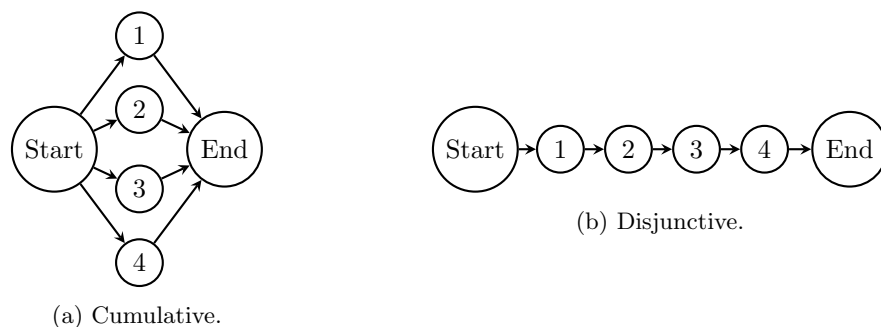 1
2
Start
End
3
4
(a) Cumulative.
Start
1
2
3
4
End
(b) Disjunctive.